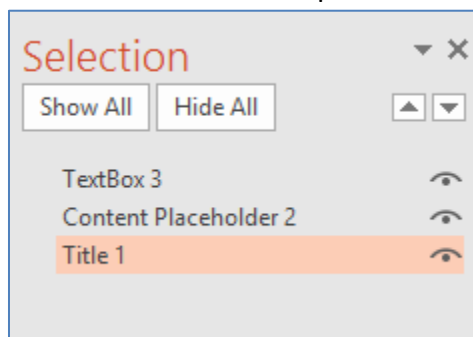 Selection
Show All Hide All
TextBox 3
Content Placeholder 2
Title 1